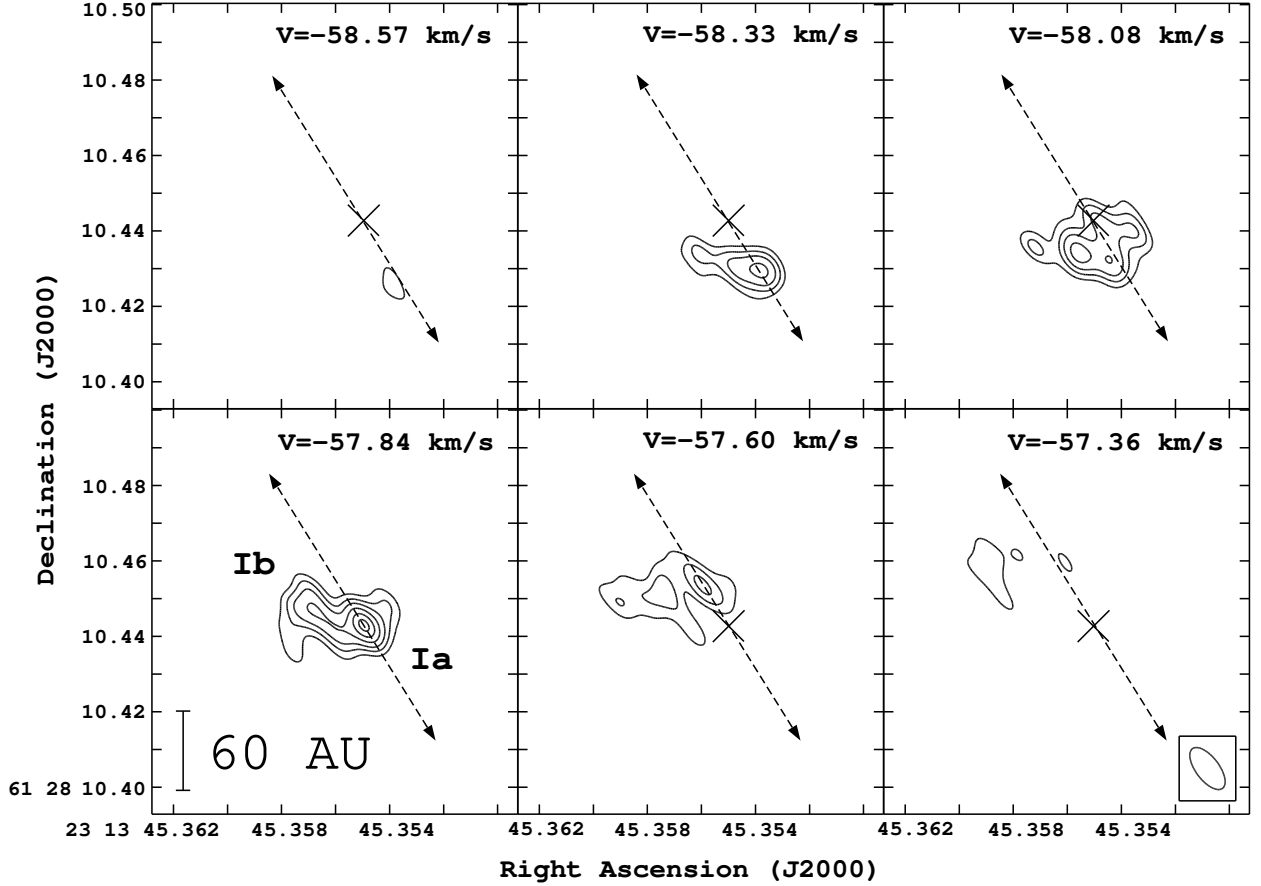 10.50
V=−58.57 km/s
V=−58.33 km/s
V=−58.08 km/s
10.48
10.46
10.44
10.42
10.40
Declination (J2000)
V=−57.84 km/s
V=−57.60 km/s
V=−57.36 km/s
10.48
10.46
Ib
10.44
Ia
10.42
60 AU
61 28 10.40
23 13 45.362 45.358 45.354 45.362 45.358 45.354 45.362 45.358 45.354
Right Ascension (J2000)